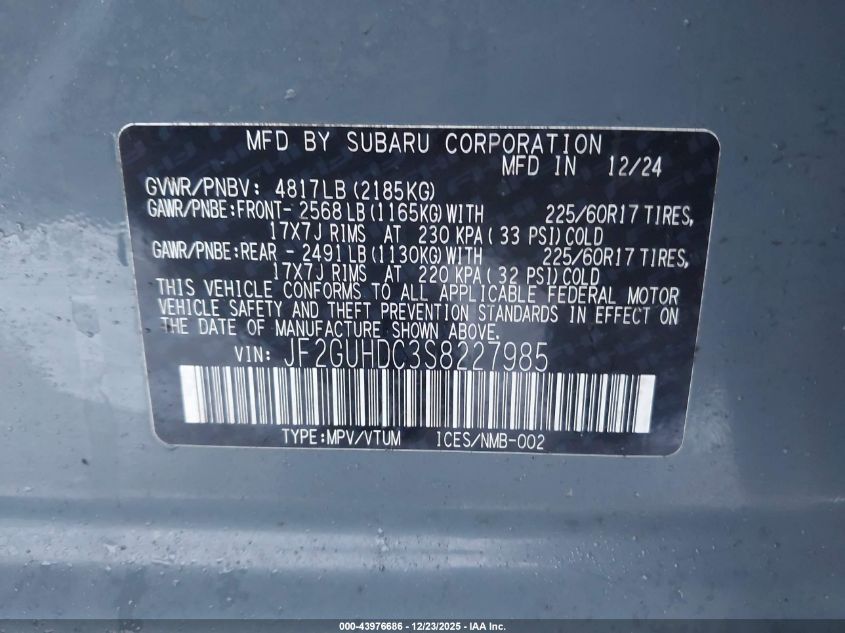 MFD BY SUBARU CORPORATION
MFD IN 12/24
GVWR/PNBV: 4817LB (2185KG)
GAWR/PNBE:FRONT- 2568 LB (1165KG) WITH 225/60R17 TIRES,
17X7J RIMS AT 230 KPA ( 33 PSI) COLD
GAWR/PNBE:REAR - 2491 LB (1130KG) WITH 225/60R17 TIRES,
17X7J RIMS AT 220 KPA ( 32 PSI) COLD
THIS VEHICLE CONFORMS TO ALL APPLICABLE FEDERAL MOTOR
VEHICLE SAFETY AND THEFT PREVENTION STANDARDS IN EFFECT ON
THE DATE OF MANUFACTURE SHOWN ABOVE.
VIN: JF2GUHDC3S8227985
TYPE:MPV/VTUM ICES/NMB-002
000-43976686 - 12/23/2025 - IAA Inc.